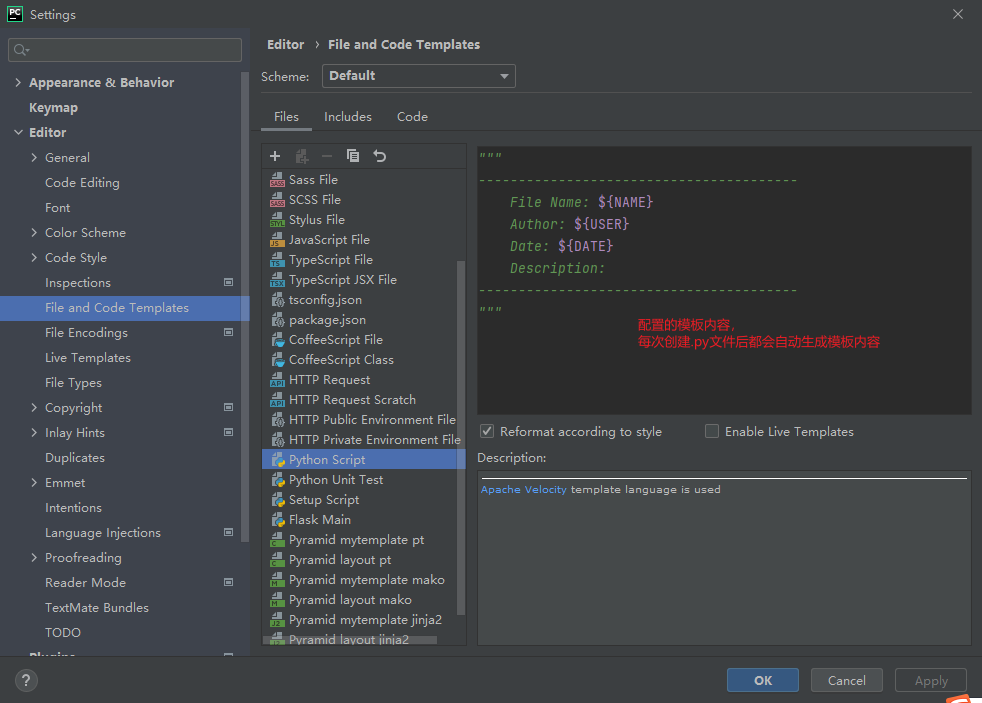 PC
Settings
Appearance & Behavior
Keymap
Editor
General
Code Editing
Font
Color Scheme
Code Style
Inspections
File and Code Templates
File Encodings
Live Templates
File Types
Copyright
Inlay Hints
Duplicates
Emmet
Intentions
Language Injections
Proofreading
Reader Mode
TextMate Bundles
TODO
Plugins
Editor › File and Code Templates
Scheme: Default
Files Includes Code
Sass File
SCSS File
Stylus File
JavaScript File
TypeScript File
TypeScript JSX File
tsconfig.json
package.json
CoffeeScript File
CoffeeScript Class
HTTP Request
HTTP Request Scratch
HTTP Public Environment File
HTTP Private Environment File
Python Script
Python Unit Test
Setup Script
Flask Main
Pyramid mytemplate pt
Pyramid layout pt
Pyramid mytemplate mako
Pyramid layout mako
Pyramid mytemplate jinja2
Pyramid layout jinja2
"""
----------------------------------------
File Name: ${NAME}
Author: ${USER}
Date: ${DATE}
Description:
----------------------------------------
"""
配置的模板内容,
每次创建.py文件后都会自动生成模板内容
Reformat according to style Enable Live Templates
Description:
Apache Velocity template language is used
? OK Cancel Apply